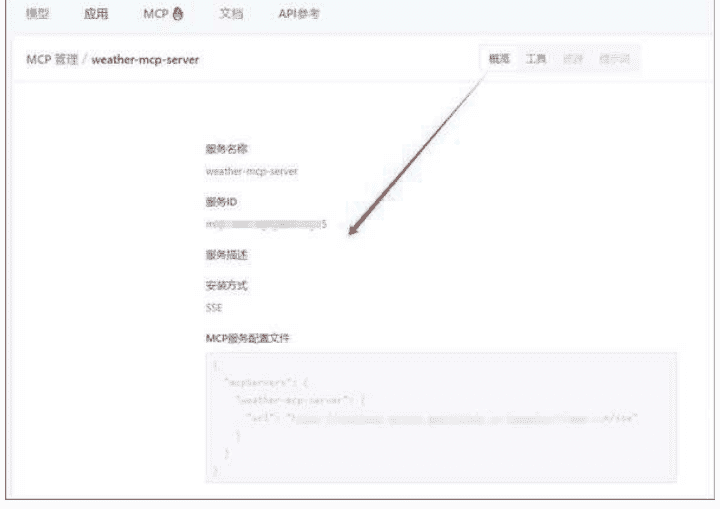 模型 应用 MCP 文档 API参考
MCP 管理 / weather-mcp-server 概览 工具
服务名称
weather-mcp-server
服务ID
服务描述
安装方式
SSE
MCP服务配置文件
{
"mcpServers": {
"weather-mcp-server": {
"url":
}
}
}